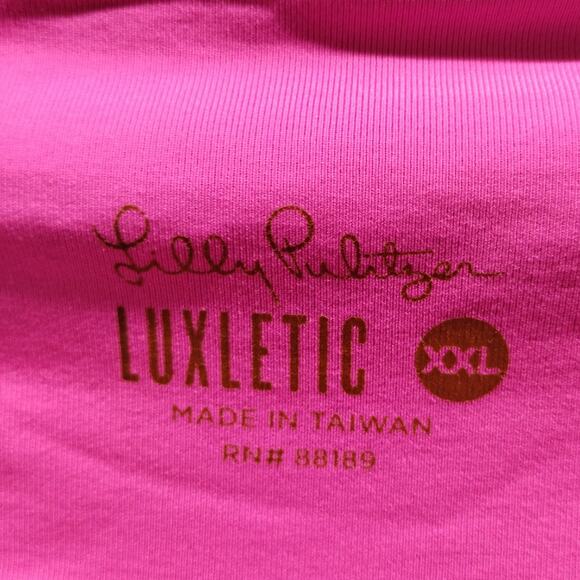 Lilly Pulitzer
LUXLETIC XXL
MADE IN TAIWAN
RN# 88189